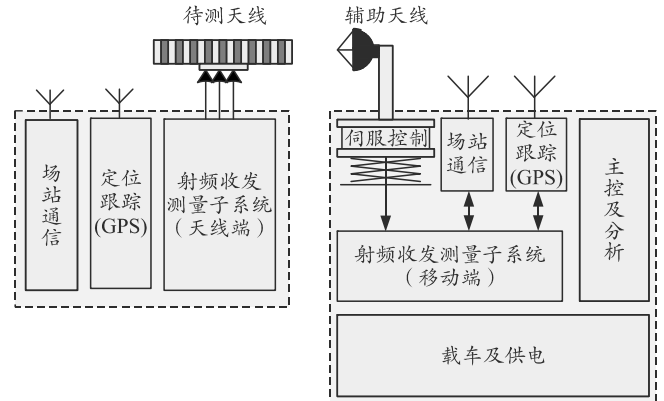 待测天线
辅助天线
场站通信
定位
跟踪
(GPS)
射频收发
测量子系统
（天线端）
伺服控制
场站
通信
定位
跟踪
(GPS)
主控及分析
射频收发测量子系统
（移动端）
载车及供电